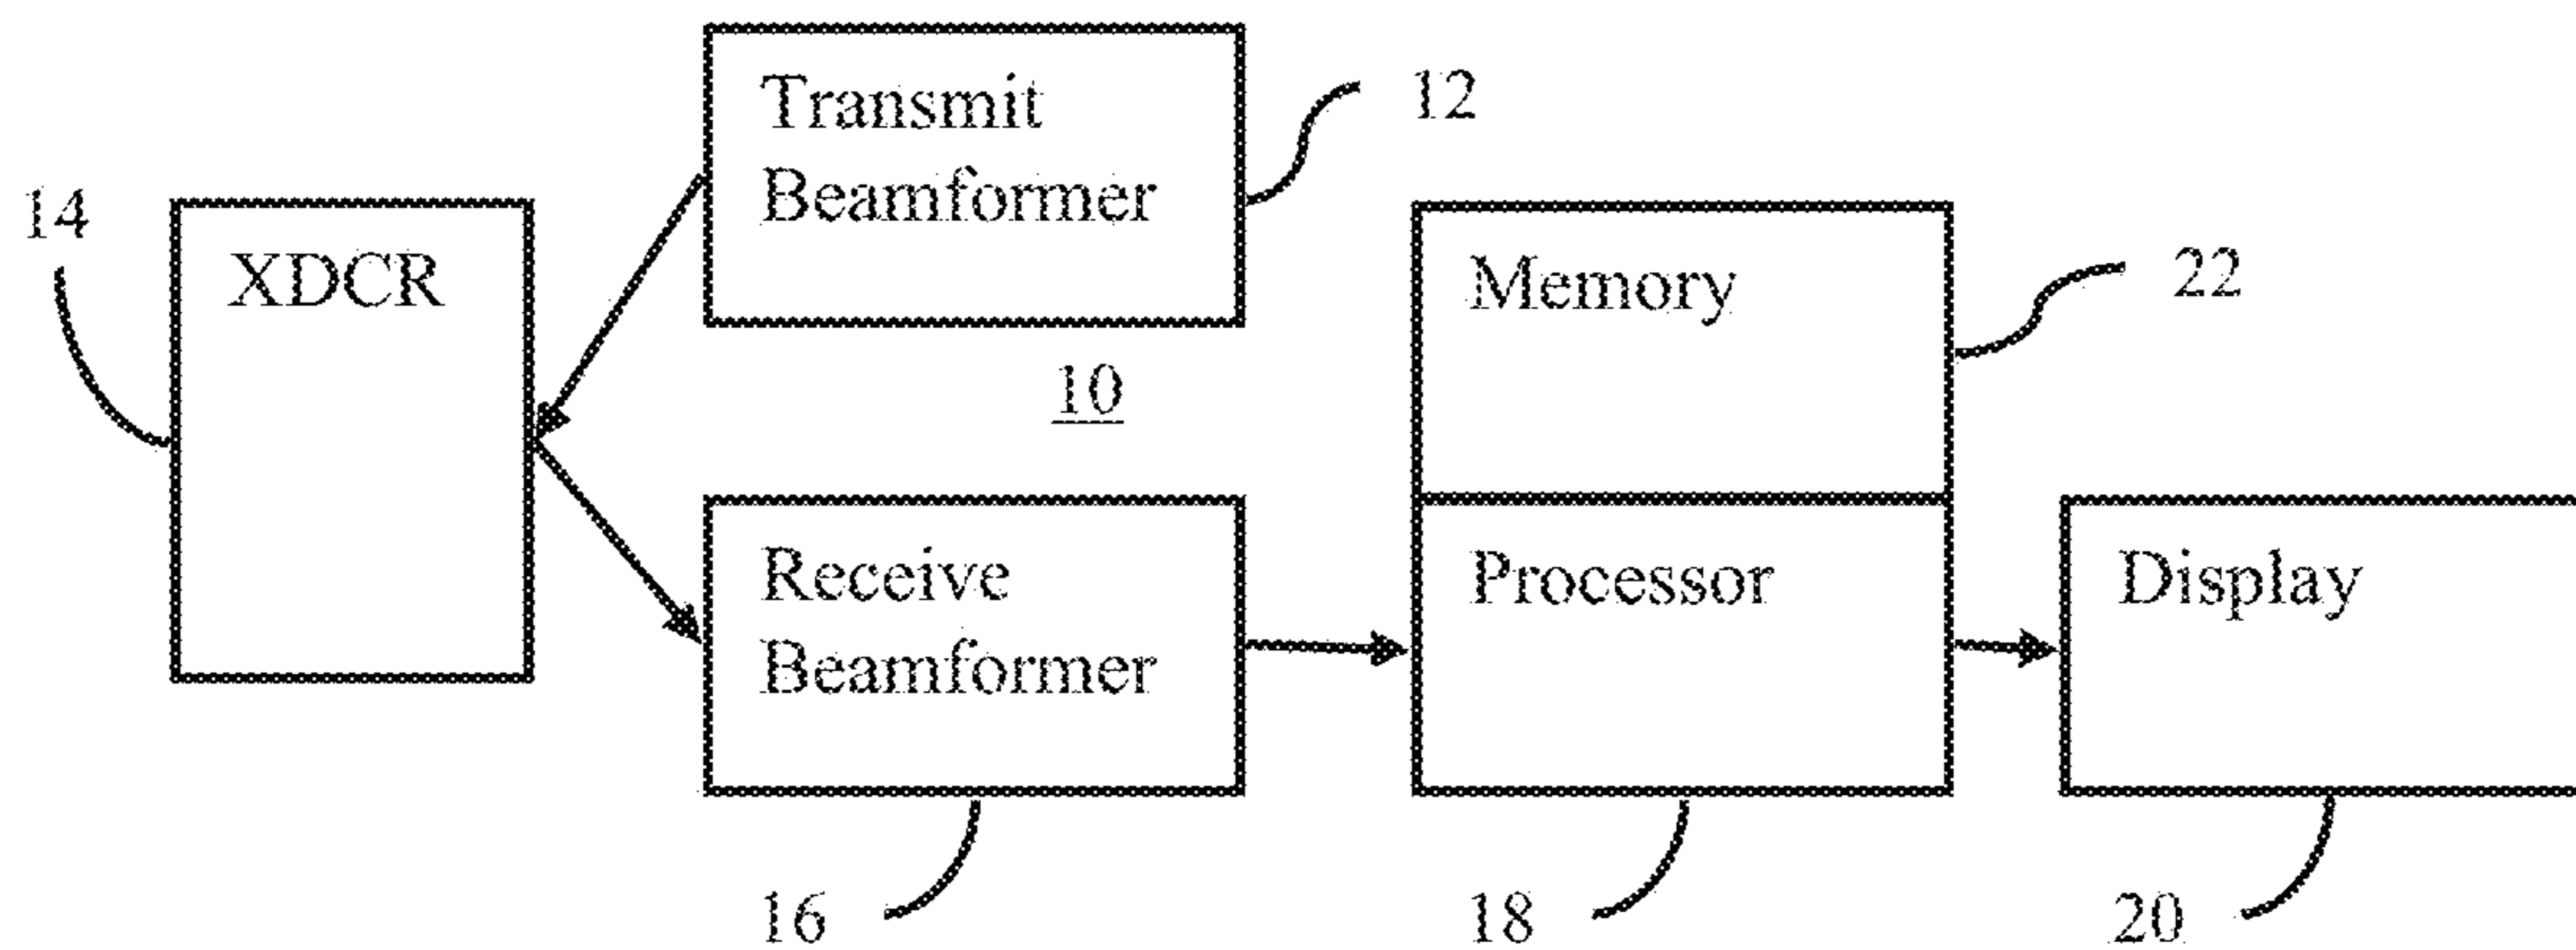 Transmit
Beamformer
12
14
XDCR
Memory
22
10
Receive
Beamformer
Processor
Display
16
18
20